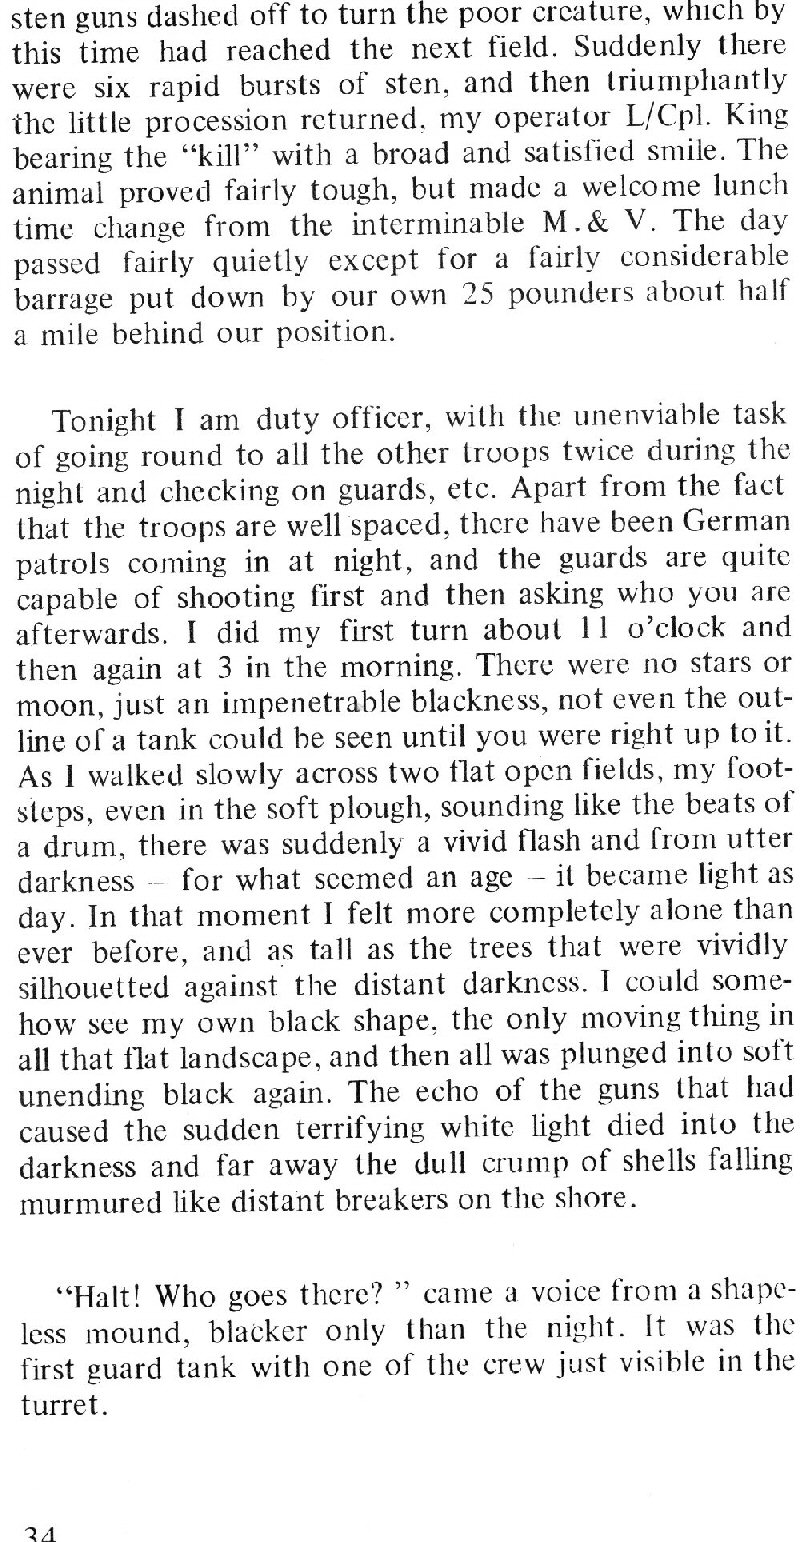 sten guns dashed off to turn the poor creature, which by
this time had reached the next field. Suddenly there
were six rapid bursts of sten, and then triumphantly
the little procession returned, my operator L/Cpl. King
bearing the “kill” with a broad and satisfied smile. The
animal proved fairly tough, but made a welcome lunch
time change from the interminable M.& V. The day
passed fairly quietly except for a fairly considerable
barrage put down by our own 25 pounders about half
a mile behind our position.
Tonight I am duty officer, with the unenviable task
of going round to all the other troops twice during the
night and checking on guards, etc. Apart from the fact
that the troops are well spaced, there have been German
patrols coming in at night, and the guards are quite
capable of shooting first and then asking who you are
afterwards. I did my first turn about 11 o’clock and
then again at 3 in the morning. There were no stars or
moon, just an impenetrable blackness, not even the out-
line of a tank could be seen until you were right up to it.
As I walked slowly across two flat open fields, my foot-
steps, even in the soft plough, sounding like the beats of
a drum, there was suddenly a vivid flash and from utter
darkness – for what seemed an age – it became light as
day. In that moment I felt more completely alone than
ever before, and as tall as the trees that were vividly
silhouetted against the distant darkness. I could some-
how see my own black shape, the only moving thing in
all that flat landscape, and then all was plunged into soft
unending black again. The echo of the guns that had
caused the sudden terrifying white light died into the
darkness and far away the dull crump of shells falling
murmured like distant breakers on the shore.
“Halt! Who goes there? ” came a voice from a shape-
less mound, blacker only than the night. It was the
first guard tank with one of the crew just visible in the
turret.
34